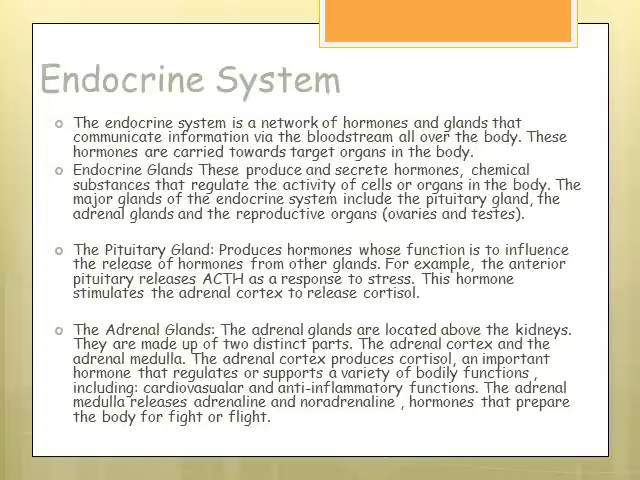 Endocrine System
The endocrine system is a network of hormones and glands that
communicate information via the bloodstream all over the body. These
hormones are carried towards target organs in the body.
Endocrine Glands These produce and secrete hormones, chemical
substances that regulate the activity of cells or organs in the body. The
major glands of the endocrine system include the pituitary gland, the
adrenal glands and the reproductive organs (ovaries and testes).
The Pituitary Gland: Produces hormones whose function is to influence
the release of hormones from other glands. For example, the anterior
pituitary releases ACTH as a response to stress. This hormone
stimulates the adrenal cortex to release cortisol.
The Adrenal Glands: The adrenal glands are located above the kidneys.
They are made up of two distinct parts. The adrenal cortex and the
adrenal medulla. The adrenal cortex produces cortisol, an important
hormone that regulates or supports a variety of bodily functions ,
including: cardiovasualar and anti-inflammatory functions. The adrenal
medulla releases adrenaline and noradrenaline , hormones that prepare
the body for fight or flight.